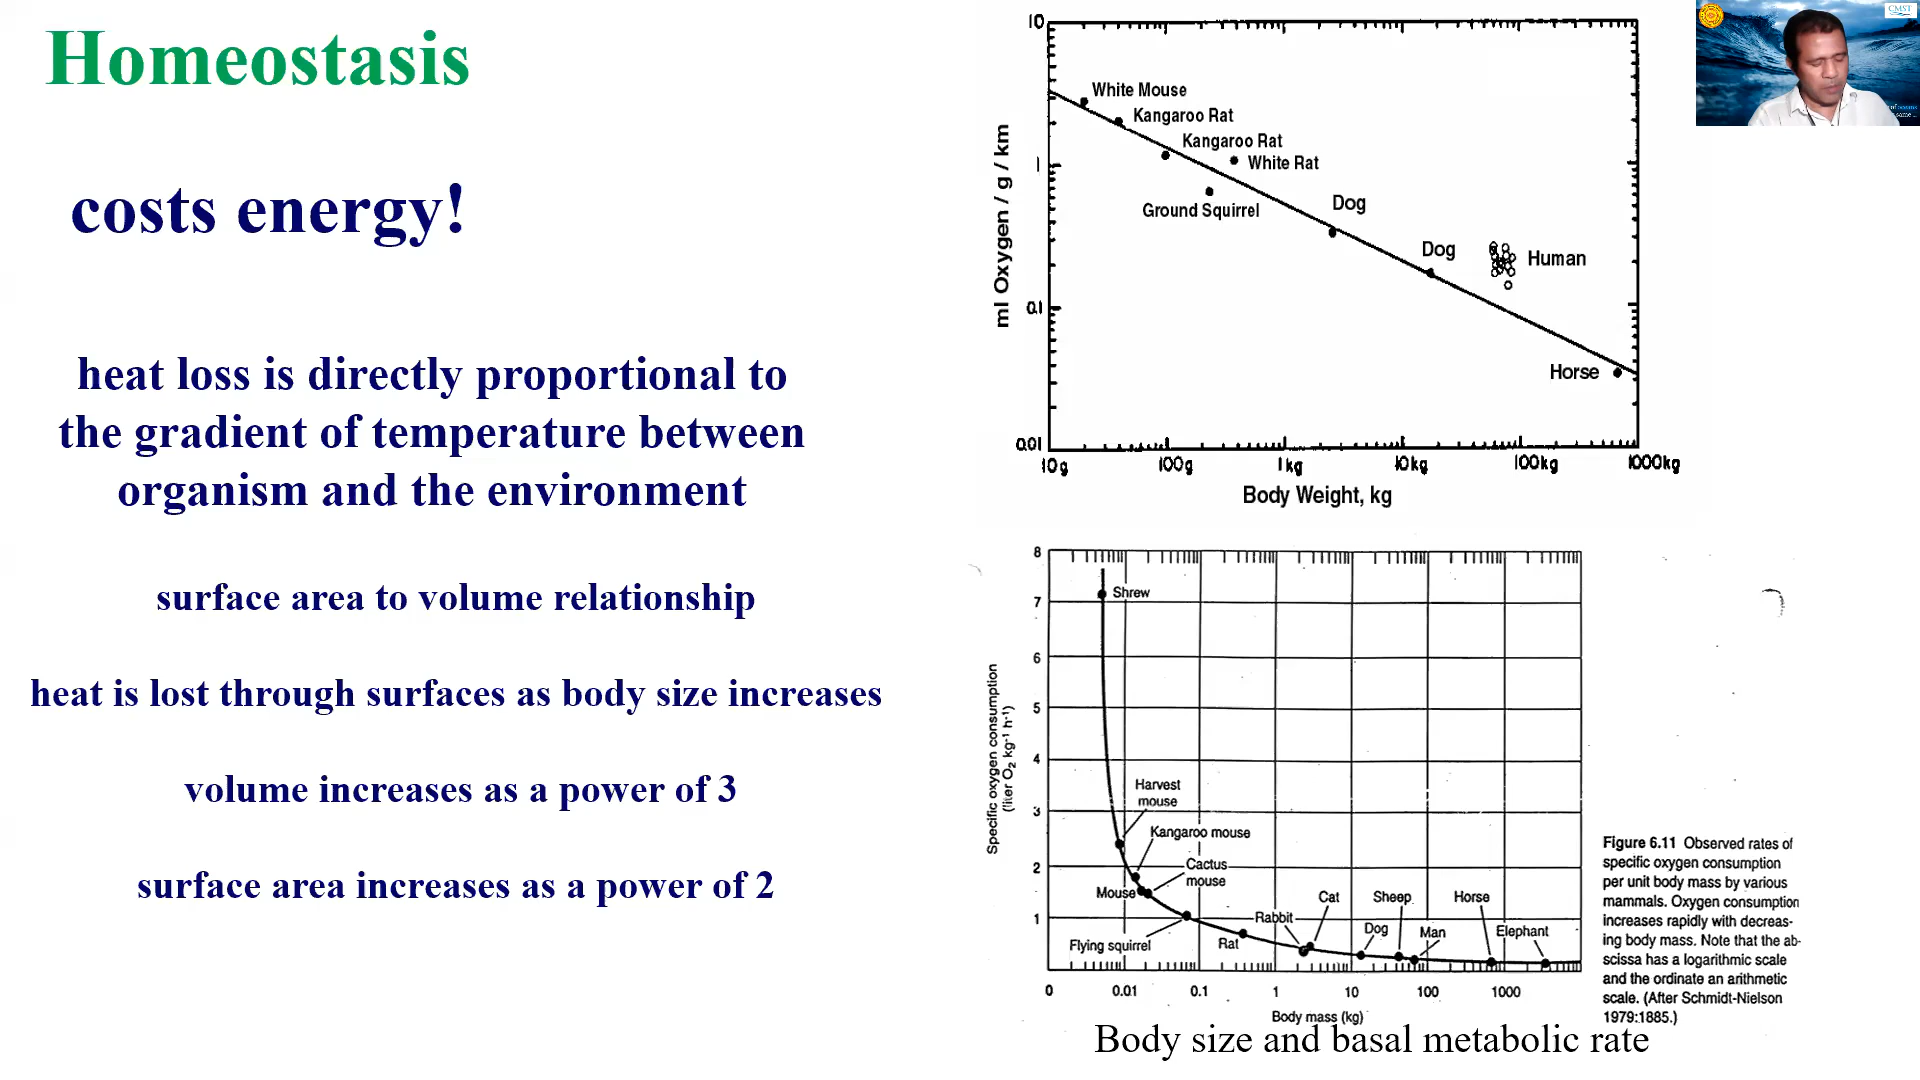 Homeostasis
costs energy!
heat loss is directly proportional to
the gradient of temperature between
organism and the environment
surface area to volume relationship
heat is lost through surfaces as body size increases
volume increases as a power of 3
surface area increases as a power of 2
10
1
0.1
0.01
ml Oxygen / g / km
White Mouse
Kangaroo Rat
Kangaroo Rat
White Rat
Ground Squirrel
Dog
Dog
Human
Horse
10g 100g 1kg 10kg 100kg 1000kg
Body Weight, kg
CMST
8
7
6
5
4
3
2
1
Specific oxygen consumption
(liter O2 kg-1 h-1)
Shrew
Harvest
mouse
Kangaroo mouse
Cactus
mouse
Mouse
Flying squirrel
Rat
Rabbit
Cat
Dog
Sheep
Man
Horse
Elephant
0 0.01 0.1 1 10 100 1000
Body mass (kg)
Figure 6.11 Observed rates of
specific oxygen consumption
per unit body mass by various
mammals. Oxygen consumption
increases rapidly with decreas-
ing body mass. Note that the ab-
scissa has a logarithmic scale
and the ordinate an arithmetic
scale. (After Schmidt-Nielson
1979:1885.)
Body size and basal metabolic rate